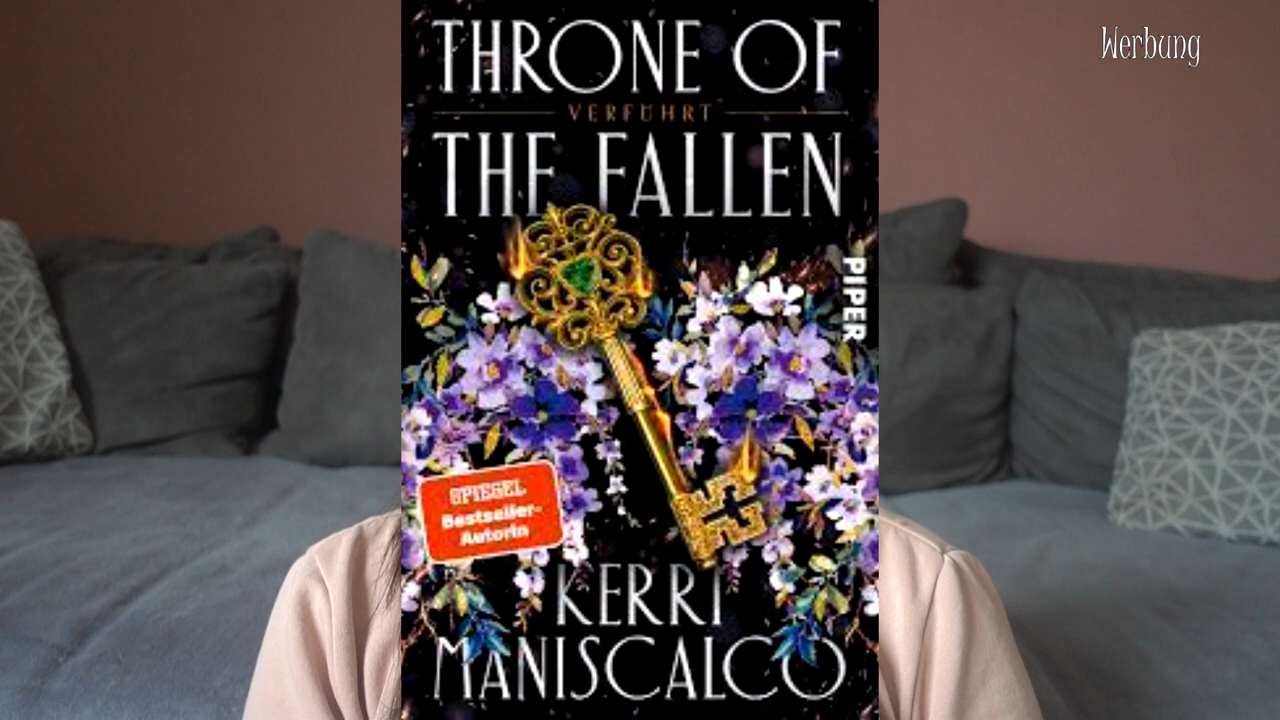 Werbung
THRONE OF
VERFÜHRT
THE FALLEN
PIPER
SPIEGEL
Bestseller-
Autorin
KERRI
MANISCALCO